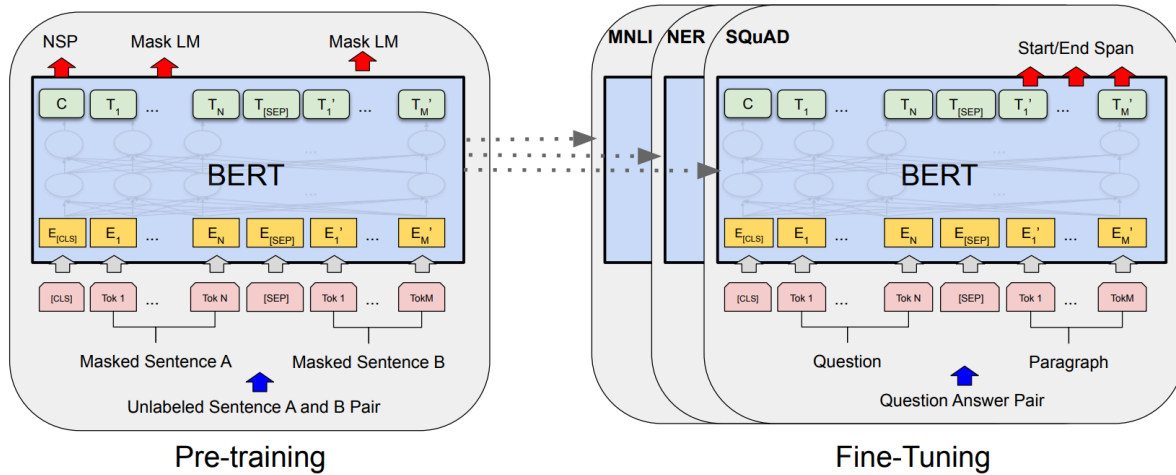 NSP Mask LM Mask LM
C T1 ... TN T[SEP] T1' ... TM'
...
BERT
...
E[CLS] E1 ... EN E[SEP] E1' ... EM'
[CLS] Tok 1 ... Tok N [SEP] Tok 1 ... TokM
Masked Sentence A Masked Sentence B
Unlabeled Sentence A and B Pair
Pre-training
MNLI NER SQuAD
Start/End Span
C T1 ... TN T[SEP] T1' ... TM'
...
BERT
...
E[CLS] E1 ... EN E[SEP] E1' ... EM'
[CLS] Tok 1 ... Tok N [SEP] Tok 1 ... TokM
Question Paragraph
Question Answer Pair
Fine-Tuning